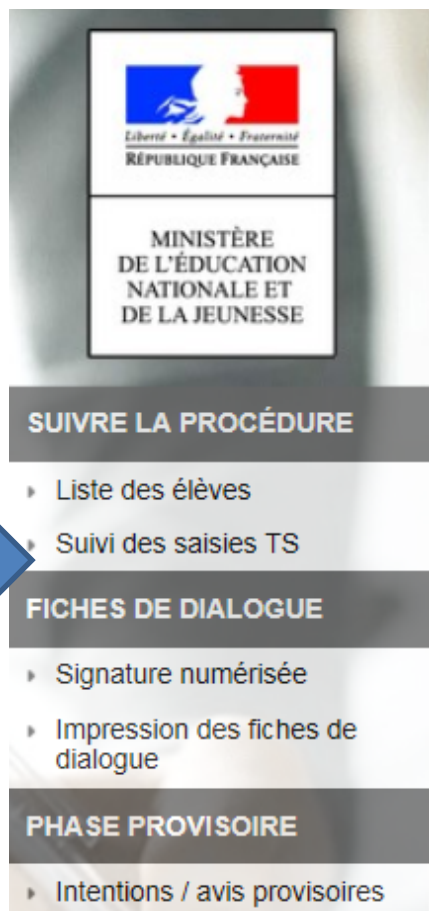 Liberté • Égalité • Fraternité
RÉPUBLIQUE FRANÇAISE
MINISTÈRE
DE L'ÉDUCATION
NATIONALE ET
DE LA JEUNESSE
SUIVRE LA PROCÉDURE
Liste des élèves
Suivi des saisies TS
FICHES DE DIALOGUE
Signature numérisée
Impression des fiches de
dialogue
PHASE PROVISOIRE
Intentions / avis provisoires